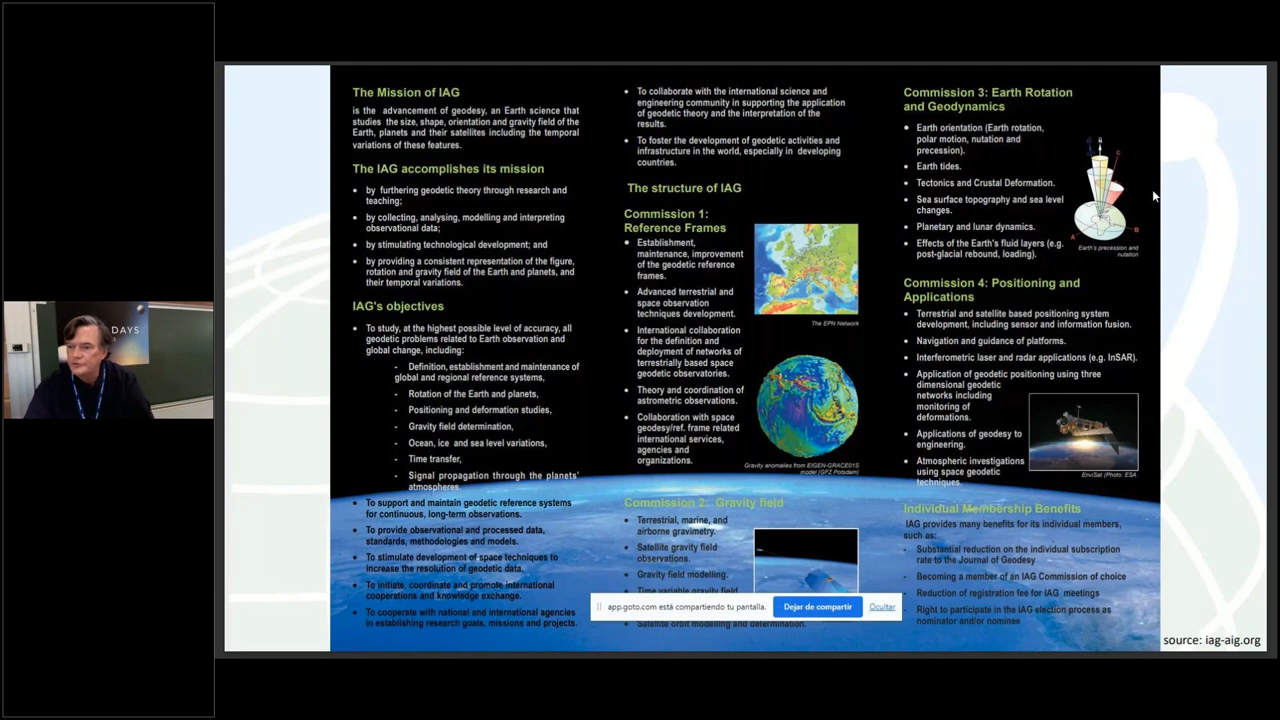 DAYS
The Mission of IAG
is the advancement of geodesy, an Earth science that
studies the size, shape, orientation and gravity field of the
Earth, planets and their satellites including the temporal
variations of these features.
The IAG accomplishes its mission
• by furthering geodetic theory through research and
teaching;
• by collecting, analysing, modelling and interpreting
observational data;
• by stimulating technological development; and
• by providing a consistent representation of the figure,
rotation and gravity field of the Earth and planets, and
their temporal variations.
IAG's objectives
• To study, at the highest possible level of accuracy, all
geodetic problems related to Earth observation and
global change, including:
- Definition, establishment and maintenance of
global and regional reference systems,
- Rotation of the Earth and planets,
- Positioning and deformation studies,
- Gravity field determination,
- Ocean, ice and sea level variations,
- Time transfer,
- Signal propagation through the planets'
atmospheres.
• To support and maintain geodetic reference systems
for continuous, long-term observations.
• To provide observational and processed data,
standards, methodologies and models.
• To stimulate development of space techniques to
increase the resolution of geodetic data.
• To initiate, coordinate and promote international
cooperations and knowledge exchange.
• To cooperate with national and international agencies
in establishing research goals, missions and projects.
• To collaborate with the international science and
engineering community in supporting the application
of geodetic theory and the interpretation of the
results.
• To foster the development of geodetic activities and
infrastructure in the world, especially in developing
countries.
The structure of IAG
Commission 1:
Reference Frames
• Establishment,
maintenance, improvement
of the geodetic reference
frames.
• Advanced terrestrial and
space observation
techniques development.
• International collaboration
for the definition and
deployment of networks of
terrestrially based space
geodetic observatories.
• Theory and coordination of
astrometric observations.
• Collaboration with space
geodesy/ref. frame related
international services,
agencies and
organizations.
The EPN Network
Gravity anomalies from EIGEN-GRACE01S
model (GFZ Potsdam)
Commission 2: Gravity field
• Terrestrial, marine, and
airborne gravimetry.
• Satellite gravity field
observations.
• Gravity field modelling.
• Time variable gravity field
Satellite orbit modelling and determination.
app.goto.com está compartiendo tu pantalla.
Dejar de compartir
Ocultar
Commission 3: Earth Rotation
and Geodynamics
• Earth orientation (Earth rotation,
polar motion, nutation and
precession).
• Earth tides.
• Tectonics and Crustal Deformation.
• Sea surface topography and sea level
changes.
• Planetary and lunar dynamics.
• Effects of the Earth's fluid layers (e.g.
post-glacial rebound, loading).
C
A
B
Earth's precession and
nutation
Commission 4: Positioning and
Applications
• Terrestrial and satellite based positioning system
development, including sensor and information fusion.
• Navigation and guidance of platforms.
• Interferometric laser and radar applications (e.g. InSAR).
• Application of geodetic positioning using three
dimensional geodetic
networks including
monitoring of
deformations.
• Applications of geodesy to
engineering.
• Atmospheric investigations
using space geodetic
techniques.
EnviSat (Photo: ESA
Individual Membership Benefits
IAG provides many benefits for its individual members,
such as:
- Substantial reduction on the individual subscription
rate to the Journal of Geodesy
- Becoming a member of an IAG Commission of choice
- Reduction of registration fee for IAG meetings
- Right to participate in the IAG election process as
nominator and/or nominee
source: iag-aig.org